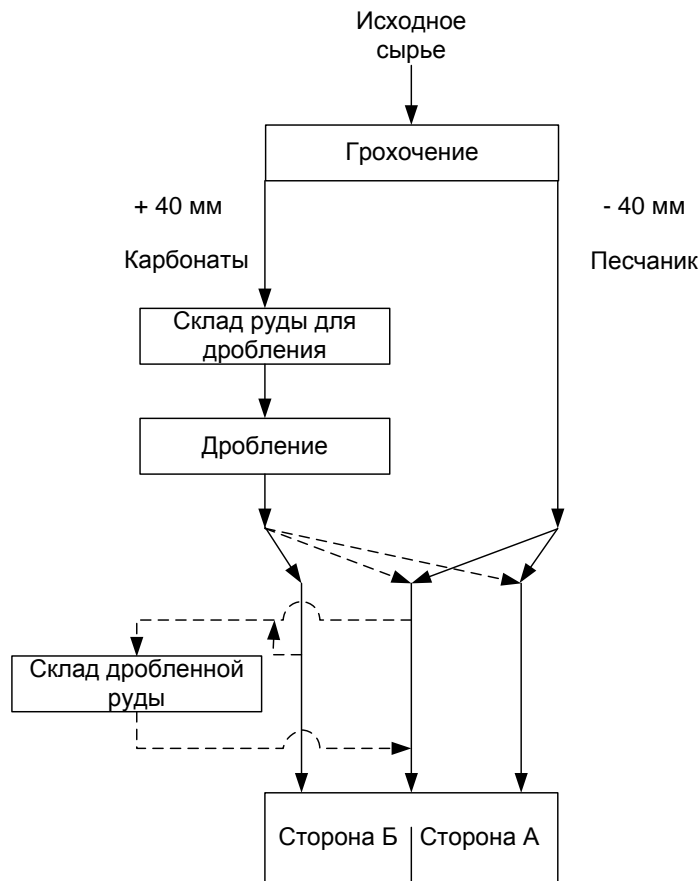 Исходное
сырье
Грохочение
+ 40 мм
- 40 мм
Карбонаты
Песчаник
Склад руды для
дробления
Дробление
Склад дробленной
руды
Сторона Б
Сторона А